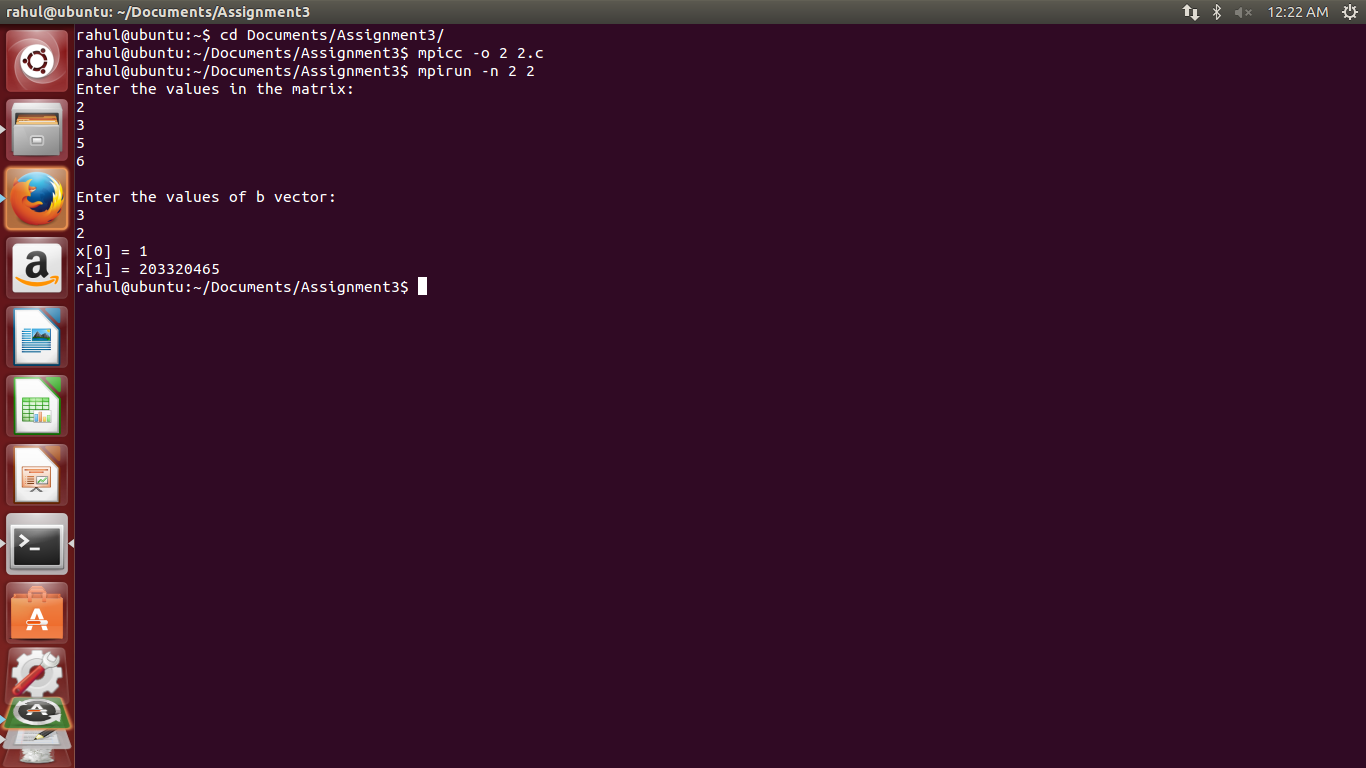 rahul@ubuntu: ~/Documents/Assignment3
12:22 AM
rahul@ubuntu:~$ cd Documents/Assignment3/
rahul@ubuntu:~/Documents/Assignment3$ mpicc -o 2 2.c
rahul@ubuntu:~/Documents/Assignment3$ mpirun -n 2 2
Enter the values in the matrix:
2
3
5
6
Enter the values of b vector:
3
2
x[0] = 1
x[1] = 203320465
rahul@ubuntu:~/Documents/Assignment3$